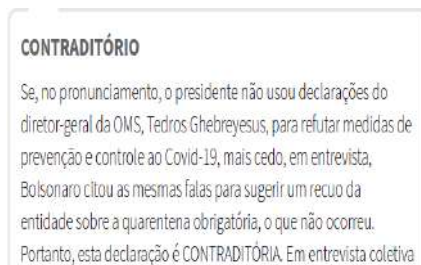 CONTRADITÓRIO
Se, no pronunciamento, o presidente não usou declarações do
diretor-geral da OMS, Tedros Ghebreyesus, para refutar medidas de
prevenção e controle ao Covid-19, mais cedo, em entrevista,
Bolsonaro citou as mesmas falas para sugerir um recuo da
entidade sobre a quarentena obrigatória, o que não ocorreu.
Portanto, esta declaração é CONTRADITÓRIA. Em entrevista coletiva